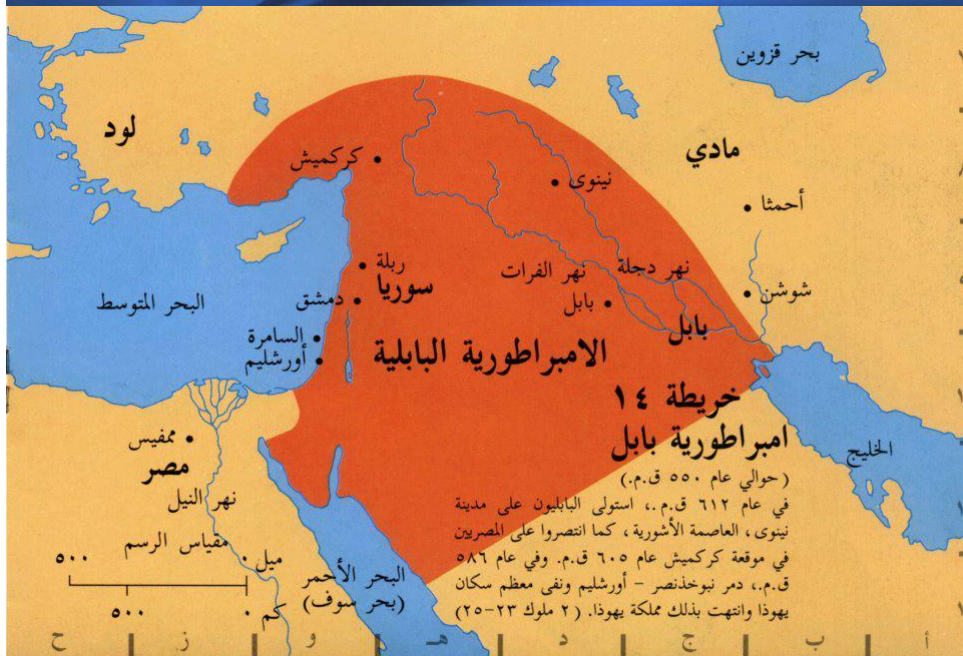 بحر قزوين
لود
مادي
كركميش
نينوى
أحمثا
ربلة
سوريا
نهر الفرات
نهر دجلة
شوشن
دمشق
بابل
بابل
البحر المتوسط
السامرة
أورشليم
الامبراطورية البابلية
خريطة ١٤
امبراطورية بابل
(حوالي عام ٥٥٠ ق.م.)
في عام ٦١٢ ق.م.، استولى البابليون على مدينة
نينوى، العاصمة الأشورية، كما انتصروا على المصريين
في موقعة كركميش عام ٦٠٥ ق.م. وفي عام ٥٨٦
ق.م.، دمر نبوخذنصر - أورشليم ونفى معظم سكان
يهوذا وانتهت بذلك مملكة يهوذا. (٢ ملوك ٢٣-٢٥)
الخليج
ممفيس
مصر
نهر النيل
مقياس الرسم
ميل ٠ ٥٠٠
كم ٠ ٥٠٠
البحر الأحمر
(بحر سوف)
أ ب ج د هـ و ز ح